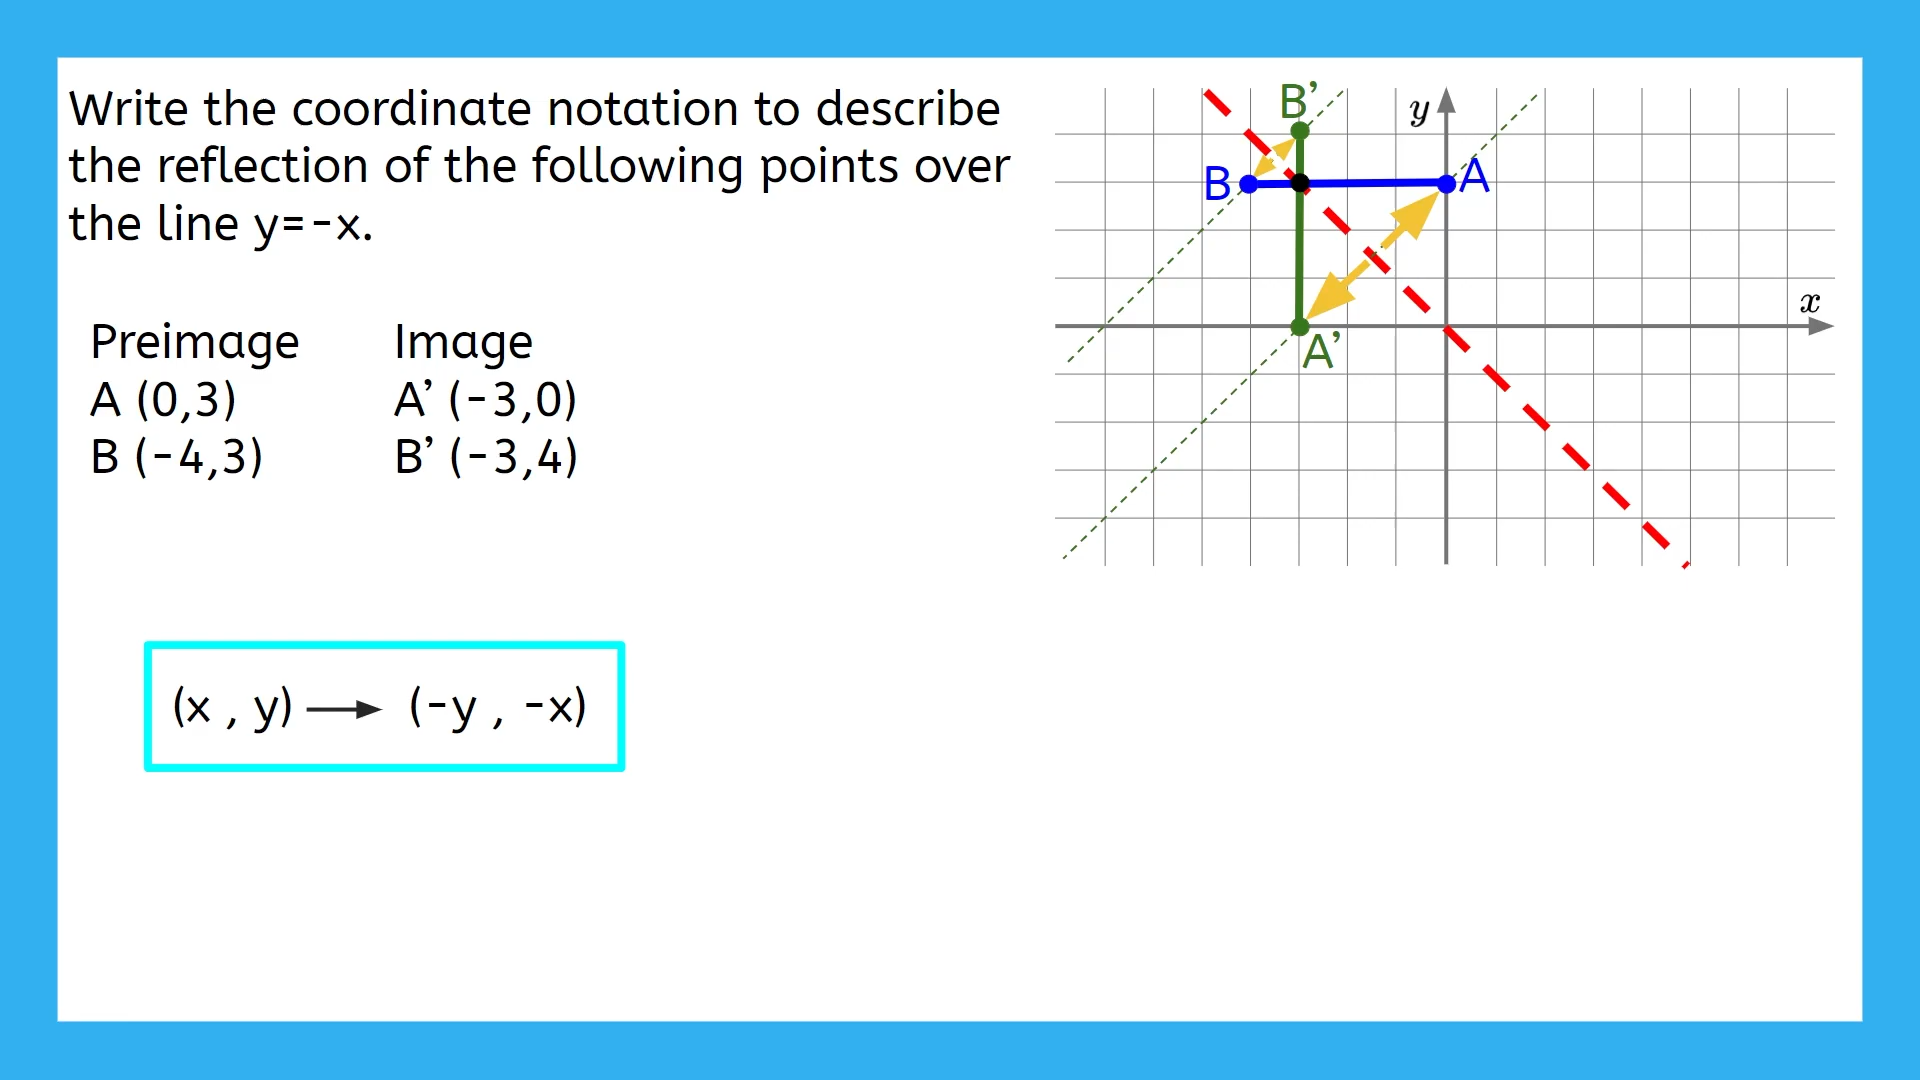 Write the coordinate notation to describe
the reflection of the following points over
the line y=-x.
Preimage Image
A (0,3) A’ (-3,0)
B (-4,3) B’ (-3,4)
(x , y) (-y , -x)
B’
y
B
A
x
A’